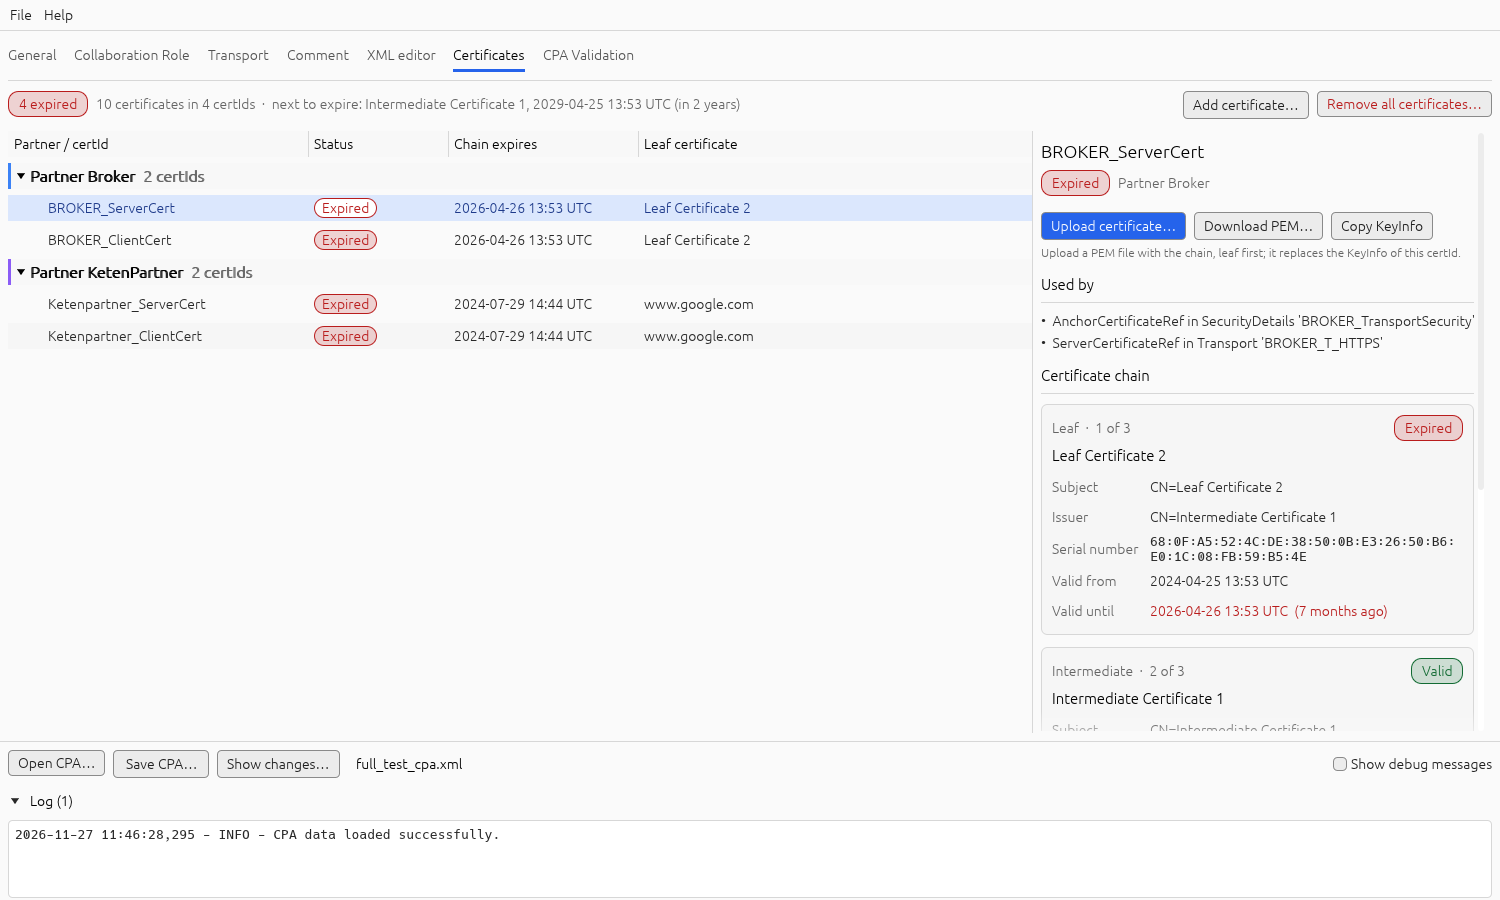 File Help
General Collaboration Role Transport Comment XML editor Certificates CPA Validation
4 expired 10 certificates in 4 certIds · next to expire: Intermediate Certificate 1, 2029-04-25 13:53 UTC (in 2 years) Add certificate... Remove all certificates...
Partner / certId Status Chain expires Leaf certificate
Partner Broker 2 certIds
BROKER_ServerCert Expired 2026-04-26 13:53 UTC Leaf Certificate 2
BROKER_ClientCert Expired 2026-04-26 13:53 UTC Leaf Certificate 2
Partner KetenPartner 2 certIds
Ketenpartner_ServerCert Expired 2024-07-29 14:44 UTC www.google.com
Ketenpartner_ClientCert Expired 2024-07-29 14:44 UTC www.google.com
BROKER_ServerCert
Expired Partner Broker
Upload certificate... Download PEM... Copy KeyInfo
Upload a PEM file with the chain, leaf first; it replaces the KeyInfo of this certId.
Used by
• AnchorCertificateRef in SecurityDetails 'BROKER_TransportSecurity'
• ServerCertificateRef in Transport 'BROKER_T_HTTPS'
Certificate chain
Leaf · 1 of 3 Expired
Leaf Certificate 2
Subject CN=Leaf Certificate 2
Issuer CN=Intermediate Certificate 1
Serial number 68:0F:A5:52:4C:DE:38:50:0B:E3:26:50:B6:
E0:1C:08:FB:59:B5:4E
Valid from 2024-04-25 13:53 UTC
Valid until 2026-04-26 13:53 UTC (7 months ago)
Intermediate · 2 of 3 Valid
Intermediate Certificate 1
Subject CN=Intermediate Certificate 1
Open CPA... Save CPA... Show changes... full_test_cpa.xml Show debug messages
Log (1)
2026-11-27 11:46:28,295 - INFO - CPA data loaded successfully.